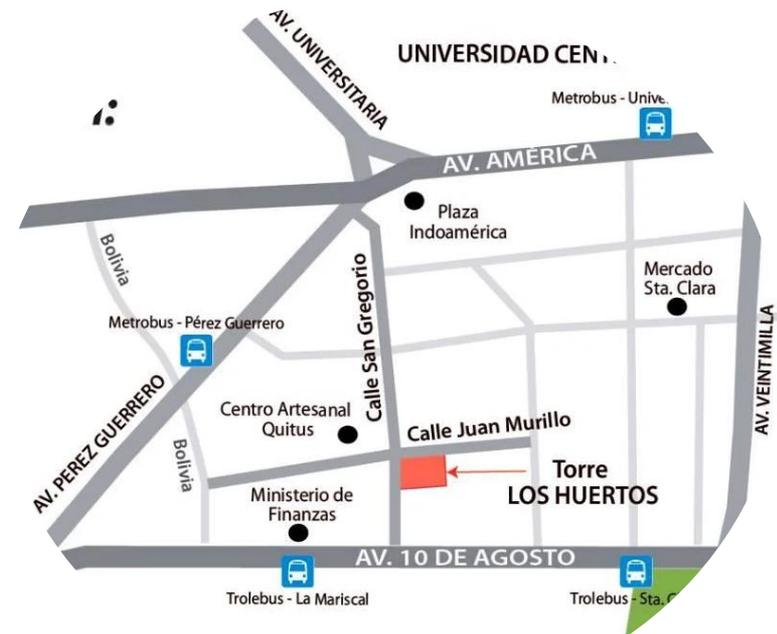 AV. UNIVERSITARIA
UNIVERSIDAD
Metrobus -
AV. AMÉRICA
Plaza
Indoamérica
Bolivia
Mercado
Sta. Clara
Calle San Gregorio
Metrobus - Pérez Guerrero
AV. VEINTIMILLA
AV. PEREZ GUERRERO
Centro Artesanal
Quitus
Calle Juan Murillo
Bolivia
Torre
LOS HUERTOS
Ministerio de
Finanzas
AV. 10 DE AGOSTO
Trolebus - La Mariscal
Trolebus - Sta.